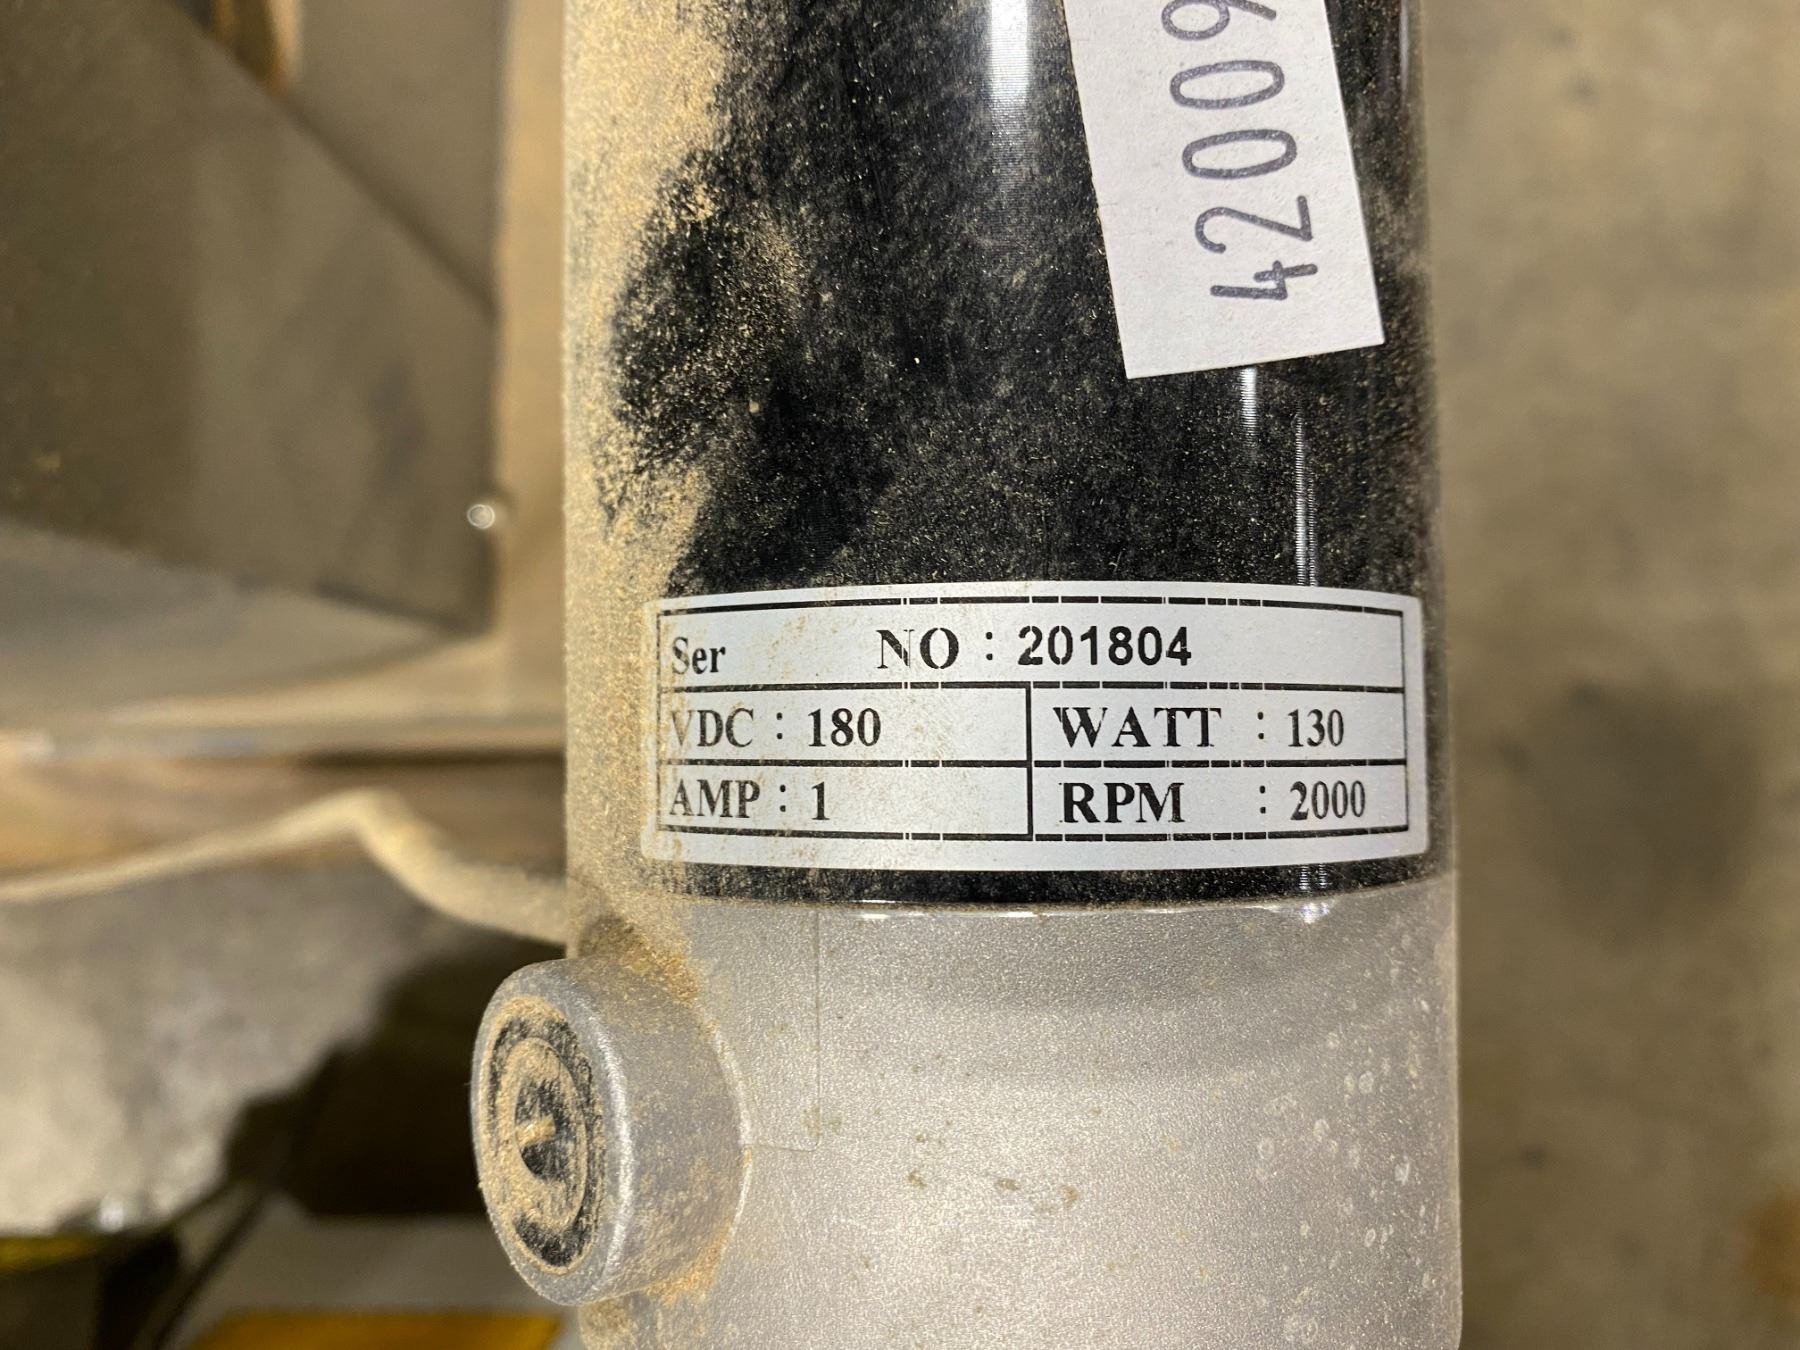 42009
Ser NO : 201804
VDC : 180 WATT : 130
AMP : 1 RPM : 2000